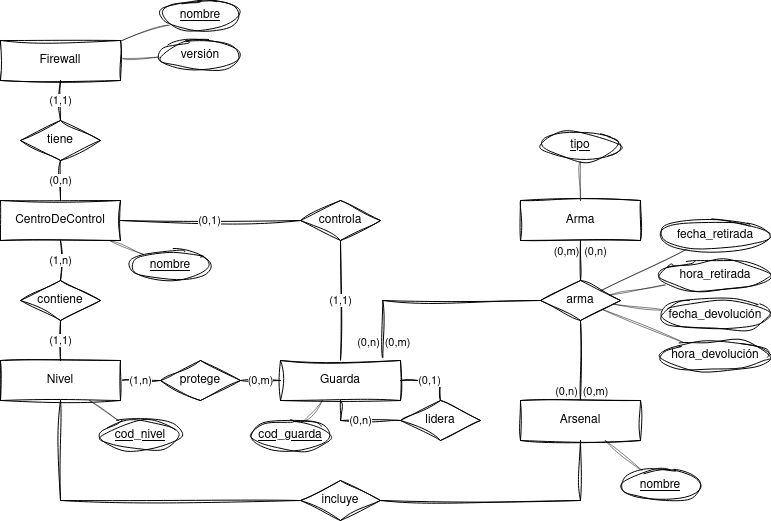 nombre
Firewall
versión
(1,1)
tiene
tipo
(0,n)
CentroDeControl
(0,1)
controla
Arma
fecha_retirada
(1,n)
nombre
(0,m)
(0,n)
hora_retirada
contiene
(1,1)
arma
fecha_devolución
(1,1)
(0,n)
(0,m)
hora_devolución
Nivel
(1,n)
protege
(0,m)
Guarda
(0,1)
(0,n)
(0,m)
cod_nivel
cod_guarda
(0,n)
lidera
Arsenal
nombre
incluye